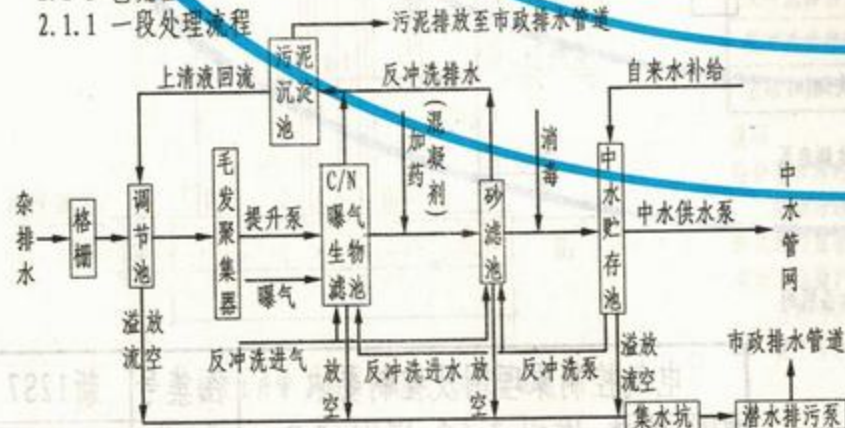 2.1.1 一段处理流程
污泥排放至市政排水管道
污泥沉淀池
上清液回流
反冲洗排水
自来水补给
加药(混凝剂)
消毒
杂排水
格栅
调节池
毛发聚集器
提升泵
曝气
C/N曝气生物滤池
砂滤池
中水贮存池
中水供水泵
中水管网
溢流
放空
反冲洗进气
放空
反冲洗进水
放空
反冲洗泵
溢流
放空
市政排水管道
集水坑
潜水排污泵